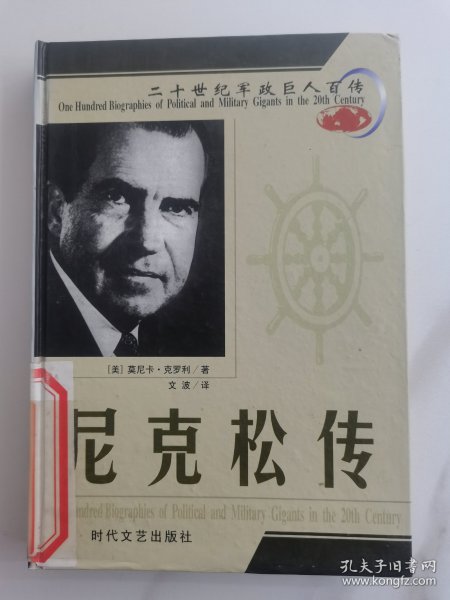 二十世纪军政巨人百传
One Hundred Biographies of Political and Military Gigants in the 20th Century
[美]莫尼卡·克罗利/著
文波/译
尼克松传
Hundred Biographies of Political and Military Gigants in the 20th Century
时代文艺出版社
孔夫子旧书网
www.kongfz.com